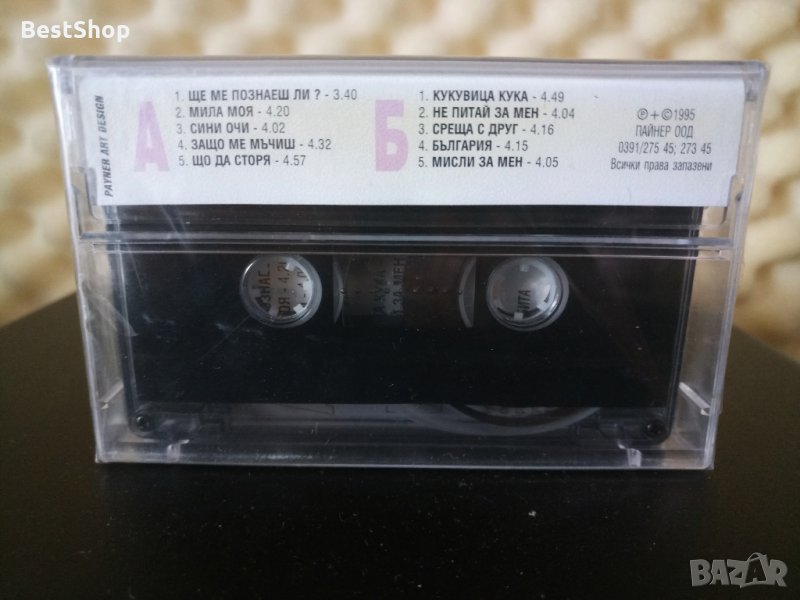 BestShop
PAYNER ART DESIGN
А
1. ЩЕ МЕ ПОЗНАЕШ ЛИ ? - 3.40
2. МИЛА МОЯ - 4.20
3. СИНИ ОЧИ - 4.02
4. ЗАЩО МЕ МЪЧИШ - 4.32
5. ЩО ДА СТОРЯ - 4.57
Б
1. КУКУВИЦА КУКА - 4.49
2. НЕ ПИТАЙ ЗА МЕН - 4.04
3. СРЕЩА С ДРУГ - 4.16
4. БЪЛГАРИЯ - 4.15
5. МИСЛИ ЗА МЕН - 4.05
℗ + © 1995
ПАЙНЕР ООД
0391/275 45; 273 45
Всички права запазени
BAZAR